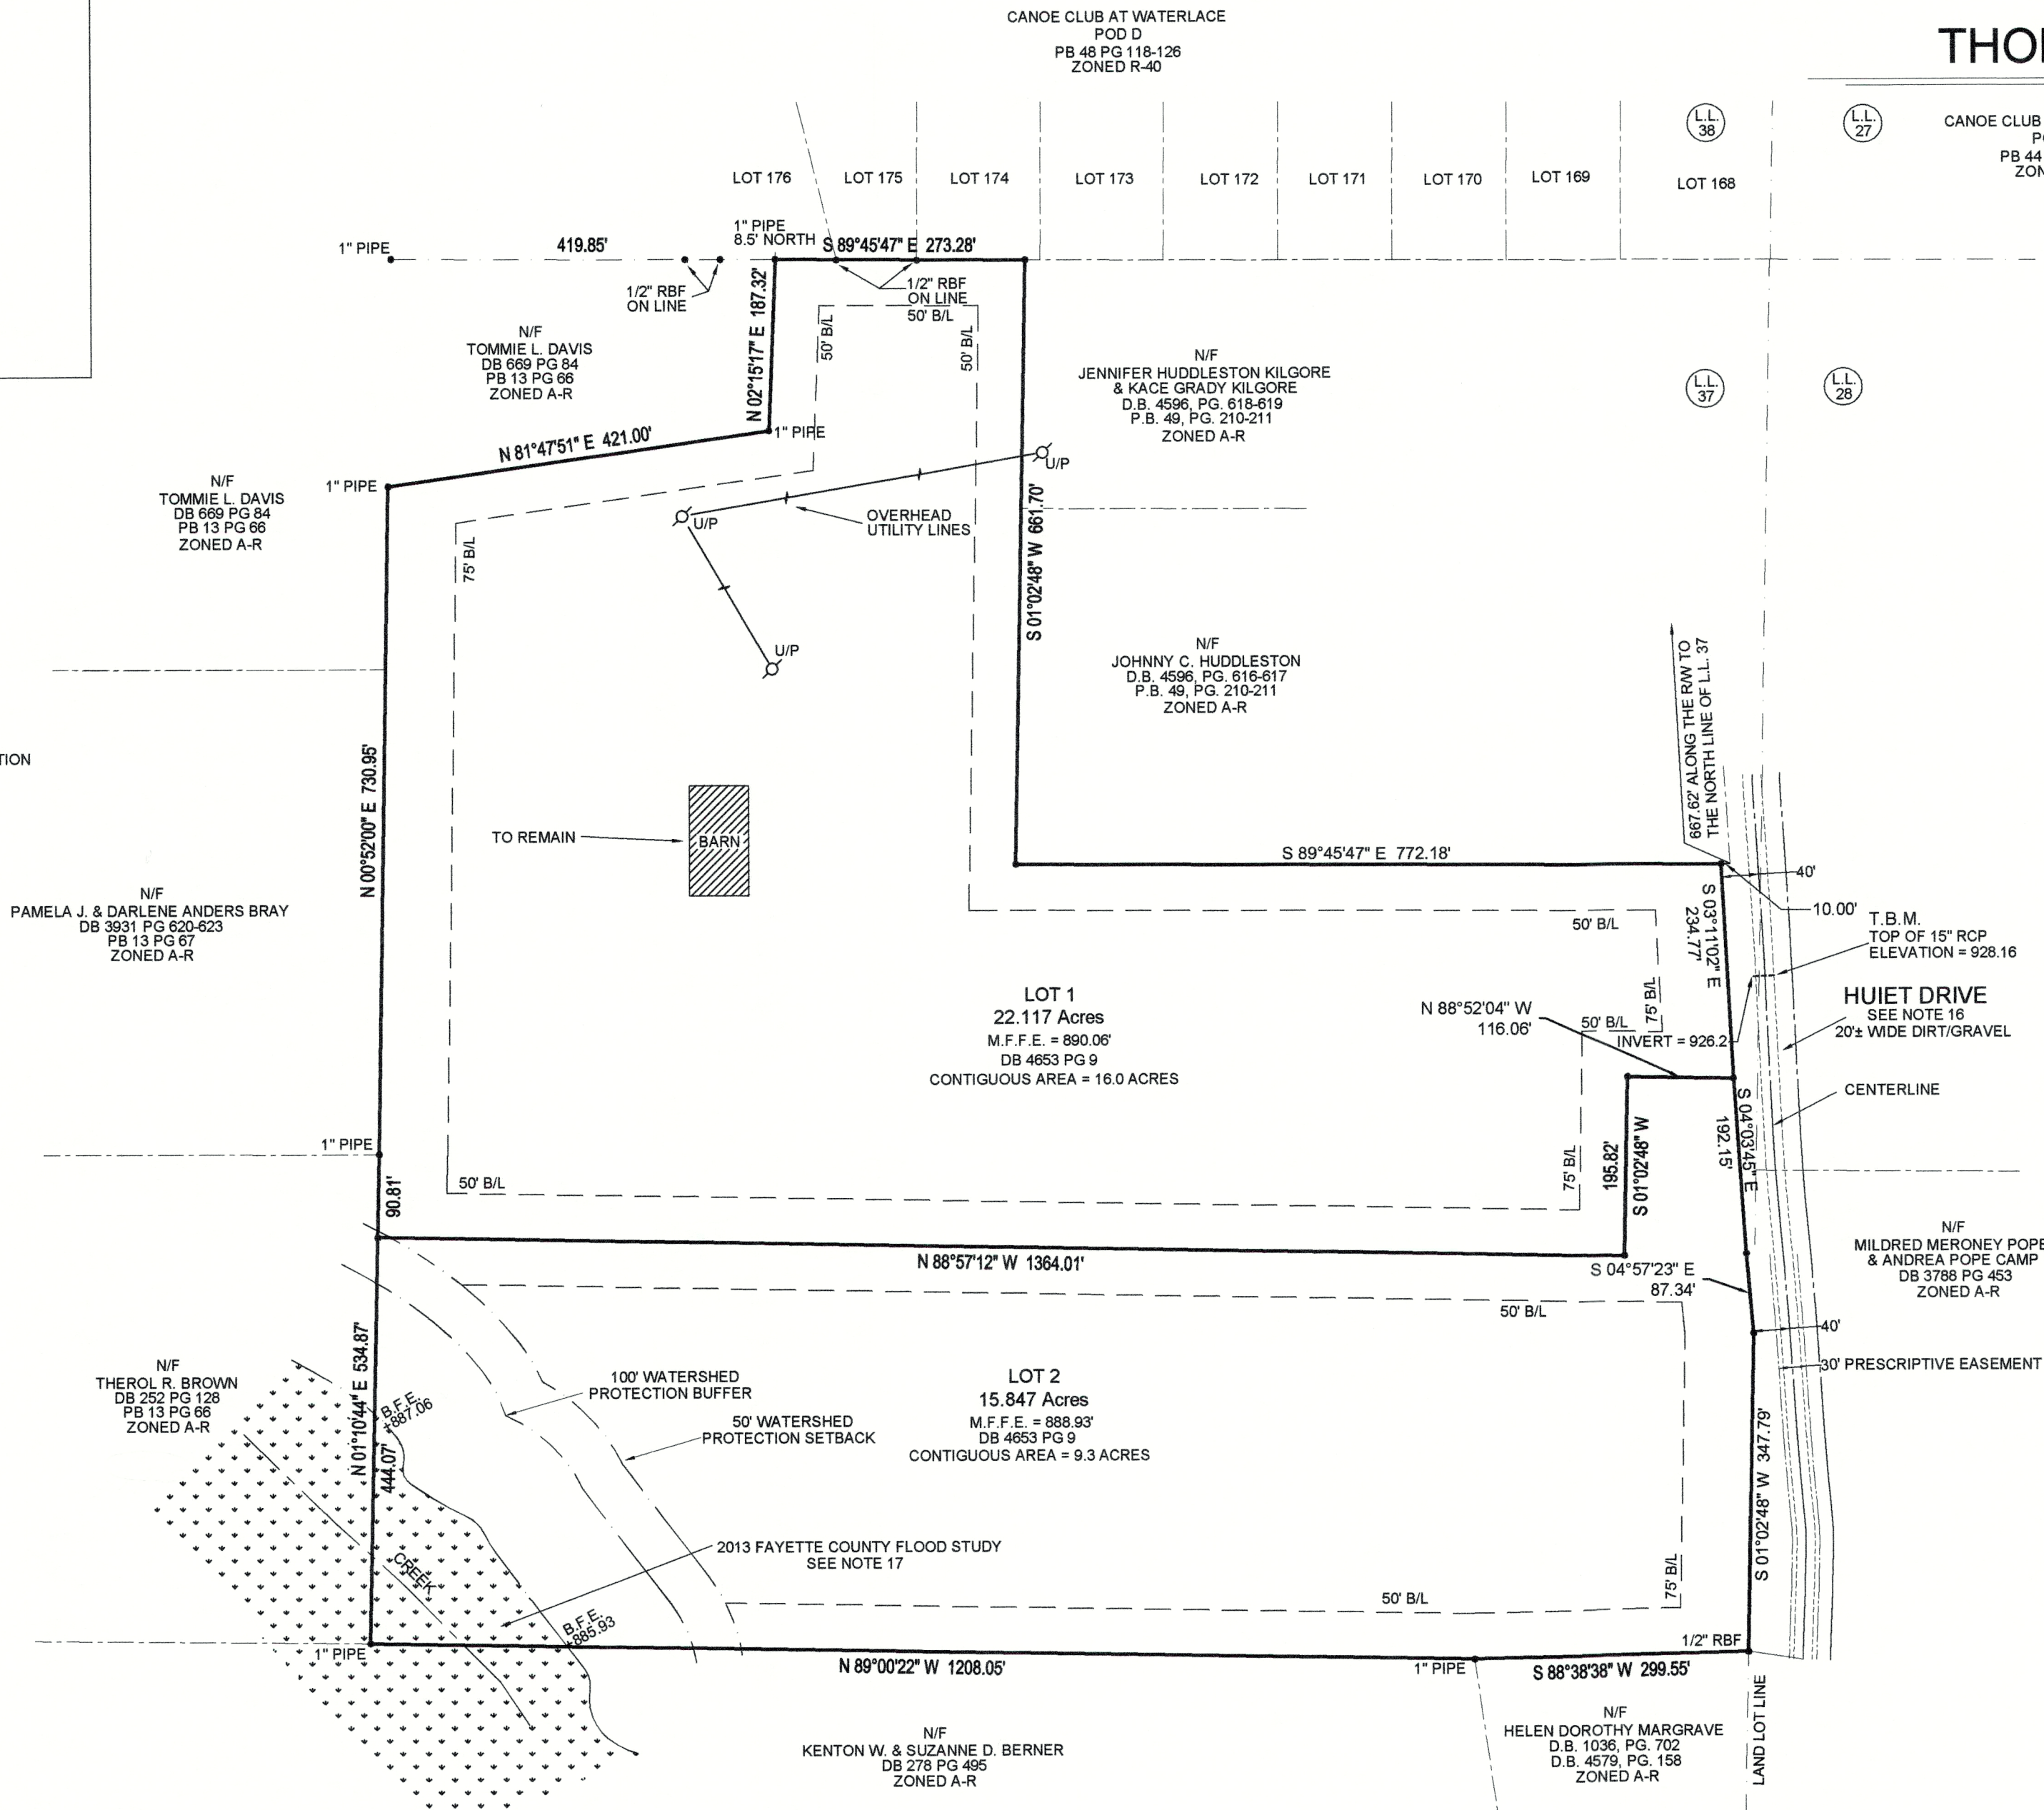 CANOE CLUB AT WATERLACE
POD D
PB 48 PG 118-126
ZONED R-40
L.L.
38
L.L.
27
CANOE CLUB
PB 44
LOT 176
LOT 175
LOT 174
LOT 173
LOT 172
LOT 171
LOT 170
LOT 169
LOT 168
1" PIPE
419.85'
1" PIPE
8.5' NORTH
S 89°45'47" E 273.28'
1/2" RBF
ON LINE
1/2" RBF
ON LINE
N 02°15'17" E 187.32'
50' B/L
50' B/L
50' B/L
N/F
TOMMIE L. DAVIS
DB 669 PG 84
PB 13 PG 66
ZONED A-R
N/F
JENNIFER HUDDLESTON KILGORE
& KACE GRADY KILGORE
D.B. 4596, PG. 618-619
P.B. 49, PG. 210-211
ZONED A-R
L.L.
37
L.L.
28
N 81°47'51" E 421.00'
1" PIPE
U/P
N/F
TOMMIE L. DAVIS
DB 669 PG 84
PB 13 PG 66
ZONED A-R
1" PIPE
75' B/L
U/P
OVERHEAD
UTILITY LINES
S 01°02'48" W 661.70'
U/P
N/F
JOHNNY C. HUDDLESTON
D.B. 4596, PG. 616-617
P.B. 49, PG. 210-211
ZONED A-R
667.62' ALONG THE R/W TO
THE NORTH LINE OF L.L. 37
N 00°52'00" E 730.95'
TO REMAIN
BARN
S 89°45'47" E 772.18'
40'
10.00'
S 03°11'02" E
234.77'
T.B.M.
TOP OF 15" RCP
ELEVATION = 928.16
N/F
PAMELA J. & DARLENE ANDERS BRAY
DB 3931 PG 620-623
PB 13 PG 67
ZONED A-R
50' B/L
75' B/L
LOT 1
22.117 Acres
M.F.F.E. = 890.06'
DB 4653 PG 9
CONTIGUOUS AREA = 16.0 ACRES
N 88°52'04" W
116.06'
50' B/L
INVERT = 926.2
HUIET DRIVE
SEE NOTE 16
20'± WIDE DIRT/GRAVEL
CENTERLINE
1" PIPE
90.81'
50' B/L
75' B/L
195.82'
S 01°02'48" W
S 04°03'45" E
192.15'
N 88°57'12" W 1364.01'
S 04°57'23" E
87.34'
50' B/L
N/F
MILDRED MERONEY POPE
& ANDREA POPE CAMP
DB 3788 PG 453
ZONED A-R
40'
30' PRESCRIPTIVE EASEMENT
N/F
THEROL R. BROWN
DB 252 PG 128
PB 13 PG 66
ZONED A-R
N 01°10'44" E 534.87'
444.07'
B.F.E.
+887.06
100' WATERSHED
PROTECTION BUFFER
50' WATERSHED
PROTECTION SETBACK
LOT 2
15.847 Acres
M.F.F.E. = 888.93'
DB 4653 PG 9
CONTIGUOUS AREA = 9.3 ACRES
S 01°02'48" W 347.79'
2013 FAYETTE COUNTY FLOOD STUDY
SEE NOTE 17
CREEK
B.F.E.
+885.93
75' B/L
50' B/L
1" PIPE
N 89°00'22" W 1208.05'
1" PIPE
1/2" RBF
S 88°38'38" W 299.55'
LAND LOT LINE
N/F
KENTON W. & SUZANNE D. BERNER
DB 278 PG 495
ZONED A-R
N/F
HELEN DOROTHY MARGRAVE
D.B. 1036, PG. 702
D.B. 4579, PG. 158
ZONED A-R